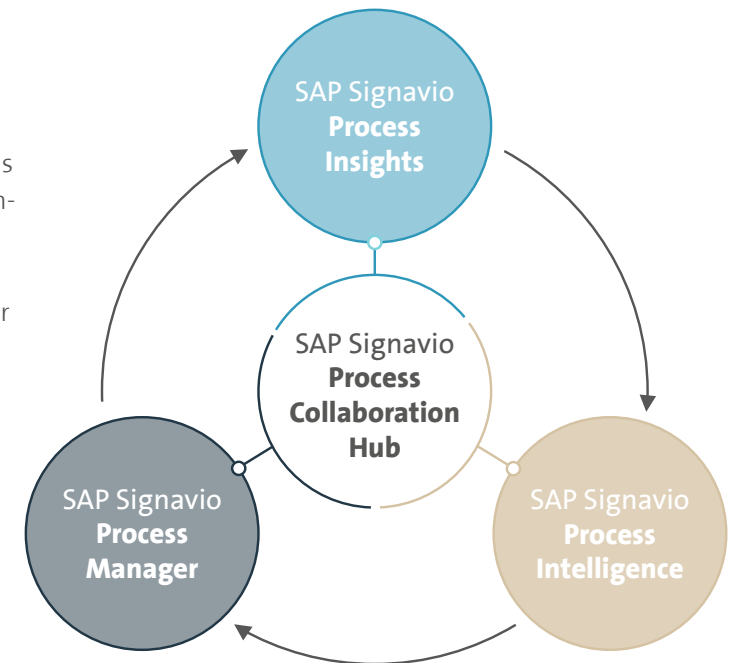 SAP Signavio
Process
Insights
s
n-
r
SAP Signavio
Process
Collaboration
Hub
SAP Signavio
Process
Manager
SAP Signavio
Process
Intelligence